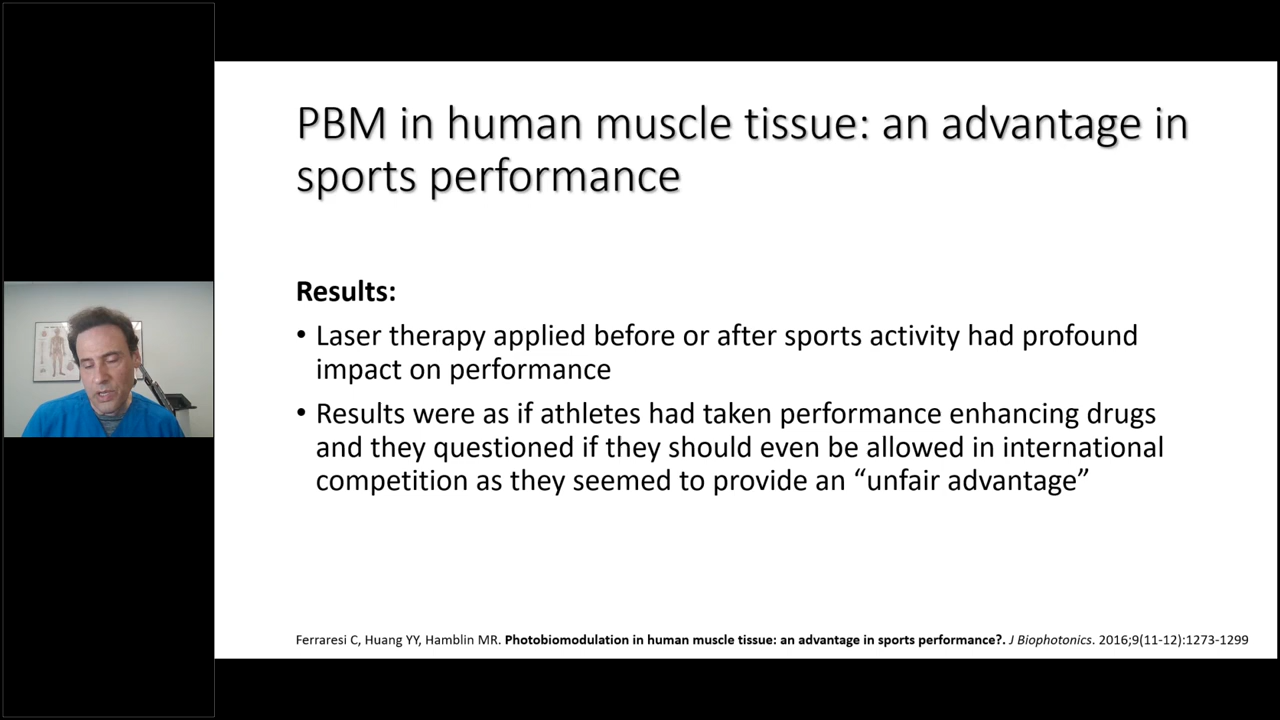 PBM in human muscle tissue: an advantage in
sports performance
Results:
• Laser therapy applied before or after sports activity had profound
impact on performance
• Results were as if athletes had taken performance enhancing drugs
and they questioned if they should even be allowed in international
competition as they seemed to provide an “unfair advantage”
Ferraresi C, Huang YY, Hamblin MR. Photobiomodulation in human muscle tissue: an advantage in sports performance?. J Biophotonics. 2016;9(11-12):1273-1299